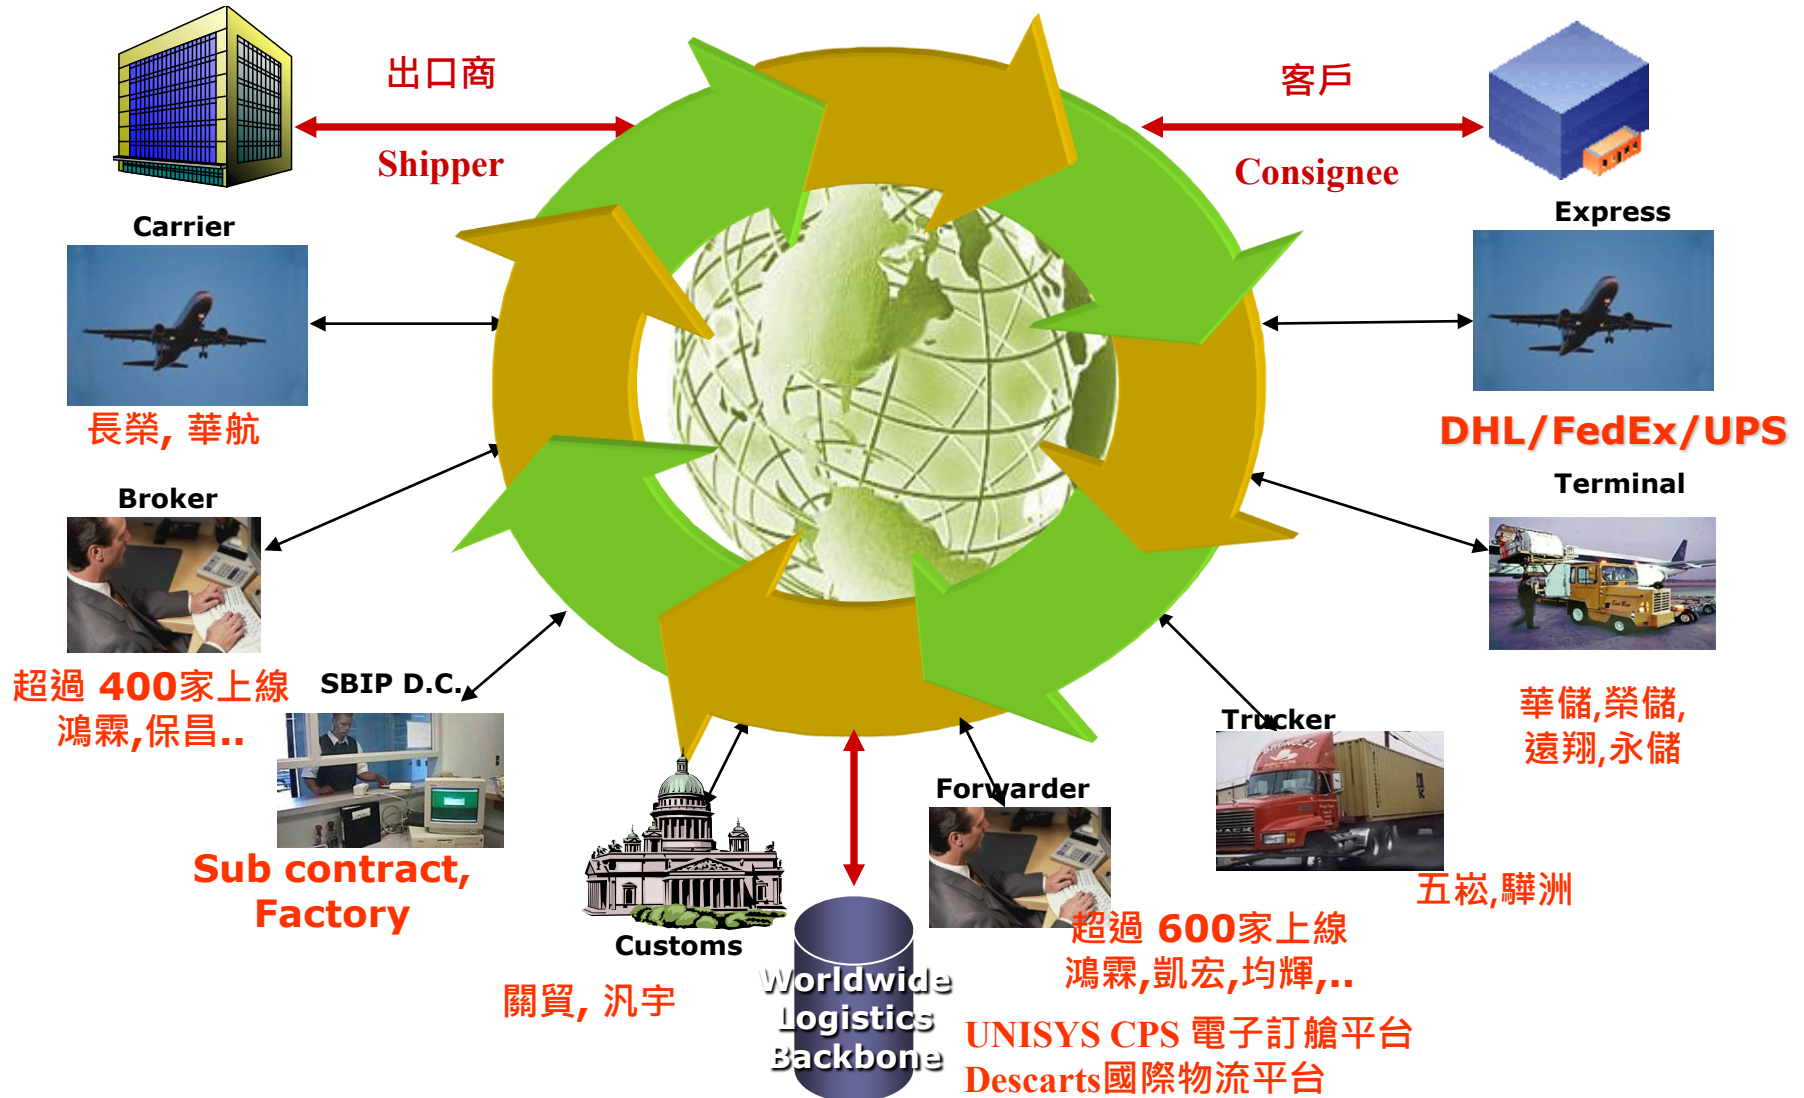 出口商
Shipper
客戶
Consignee
Carrier
長榮, 華航
Express
DHL/FedEx/UPS
Broker
超過 400家上線
鴻霖,保昌..
Terminal
華儲,榮儲,
遠翔,永儲
SBIP D.C.
Sub contract,
Factory
Customs
關貿, 汎宇
Worldwide
Logistics
Backbone
Forwarder
超過 600家上線
鴻霖,凱宏,均輝,..
UNISYS CPS 電子訂艙平台
Descarts國際物流平台
Trucker
五崧,驊洲
MACK